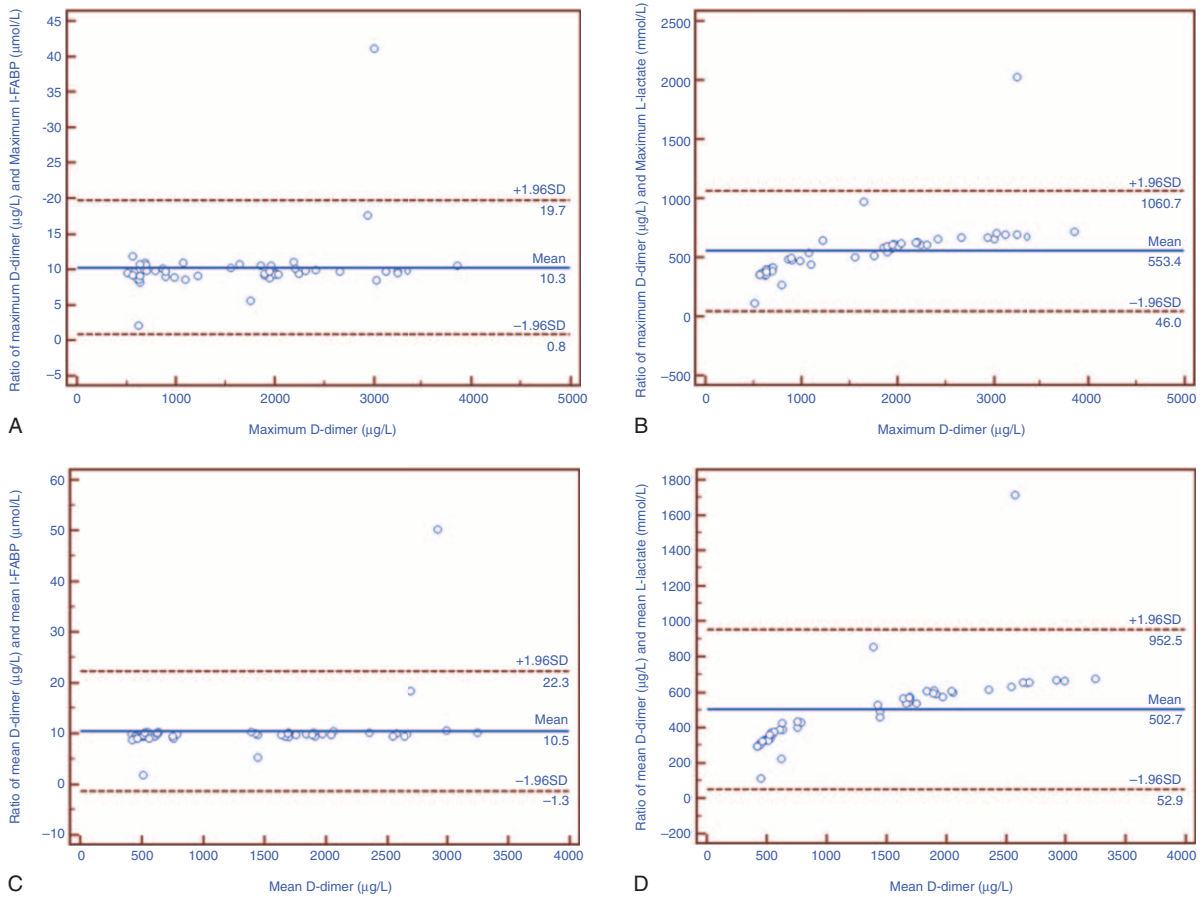 Ratio of maximum D-dimer (µg/L) and Maximum I-FABP (µmol/L)
45
40
35
-30
25
-20
15
10
5
0
–5
+1.96SD
19.7
Mean
10.3
–1.96SD
0.8
0 1000 2000 3000 4000 5000
A
Maximum D-dimer (µg/L)
Ratio of maximum D-dimer (µg/L) and Maximum L-lactate (mmol/L)
2500
2000
1500
1000
500
0
–500
+1.96SD
1060.7
Mean
553.4
–1.96SD
46.0
0 1000 2000 3000 4000 5000
B
Maximum D-dimer (µg/L)
Ratio of mean D-dimer (µg/L) and mean I-FABP (µmol/L)
60
50
40
30
20
10
0
–10
+1.96SD
22.3
Mean
10.5
–1.96SD
–1.3
0 500 1000 1500 2000 2500 3000 3500 4000
C
Mean D-dimer (µg/L)
Ratio of mean D-dimer (µg/L) and mean L-lactate (mmol/L)
1800
1600
1400
1200
1000
800
600
400
200
0
–200
+1.96SD
952.5
Mean
502.7
–1.96SD
52.9
0 500 1000 1500 2000 2500 3000 3500 4000
D
Mean D-dimer (µg/L)